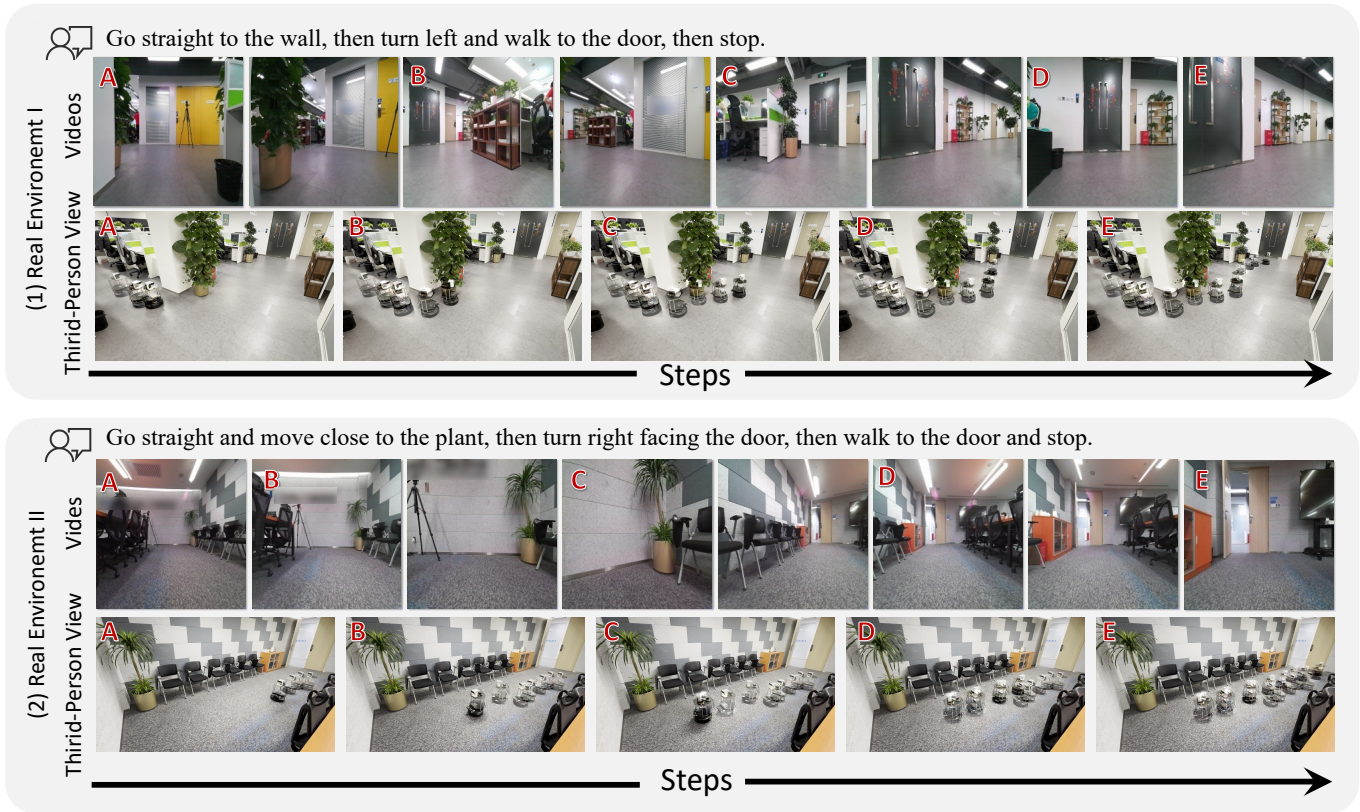 Go straight to the wall, then turn left and walk to the door, then stop.
(1) Real Environemt I
Videos
A
B
C
D
E
Thirid-Person View
A
B
C
D
E
Steps
Go straight and move close to the plant, then turn right facing the door, then walk to the door and stop.
(2) Real Environemt II
Vides
A
B
C
D
E
Thirid-Person View
A
B
C
D
E
Steps